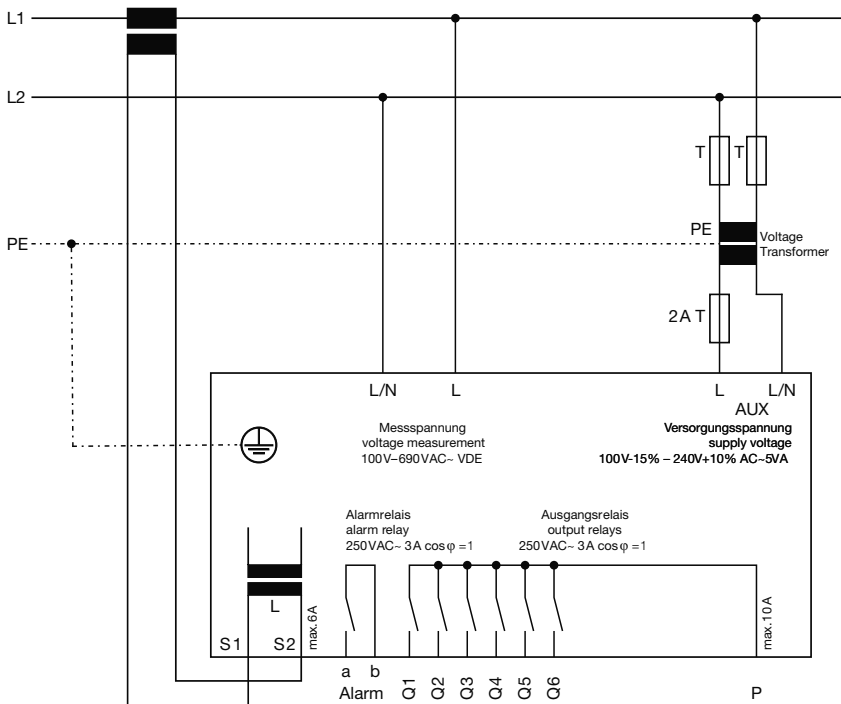 L1
L2
T T
PE
PE
Voltage
Transformer
2A T
L/N L L L/N
AUX
Messspannung
voltage measurement
100V–690VAC~ VDE
Versorgungsspannung
supply voltage
100V-15% – 240V+10% AC~5VA
Alarmrelais
alarm relay
250VAC~ 3A cos φ =1
Ausgangsrelais
output relays
250VAC~ 3A cos φ =1
L
max.6A
max.10A
S1 S2
a b
Alarm
Q1 Q2 Q3 Q4 Q5 Q6
P